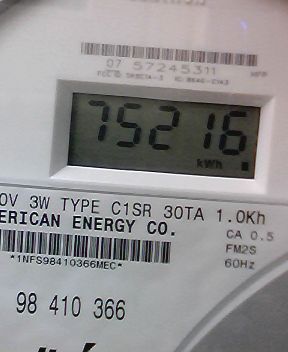 07 57245311
75216
kWh
0V 3W TYPE C1SR 30TA 1.0Kh
ERICAN ENERGY CO.
CA 0.5
FM2S
*1NFS98410366MEC*
60Hz
98 410 366